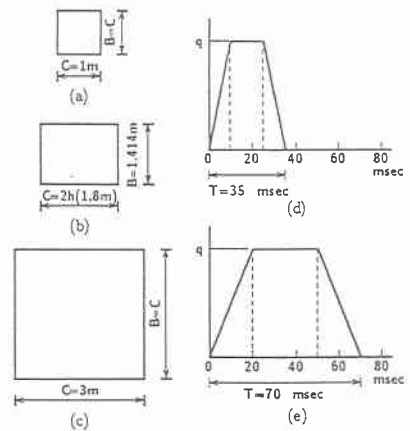 B=C
C=1m
(a)
B=1.414m
C=2h(1.8m)
(b)
B=C
C=3m
(c)
q
0 20 40 60 80
msec
T=35 msec
(d)
q
0 20 40 60 80
msec
T=70 msec
(e)